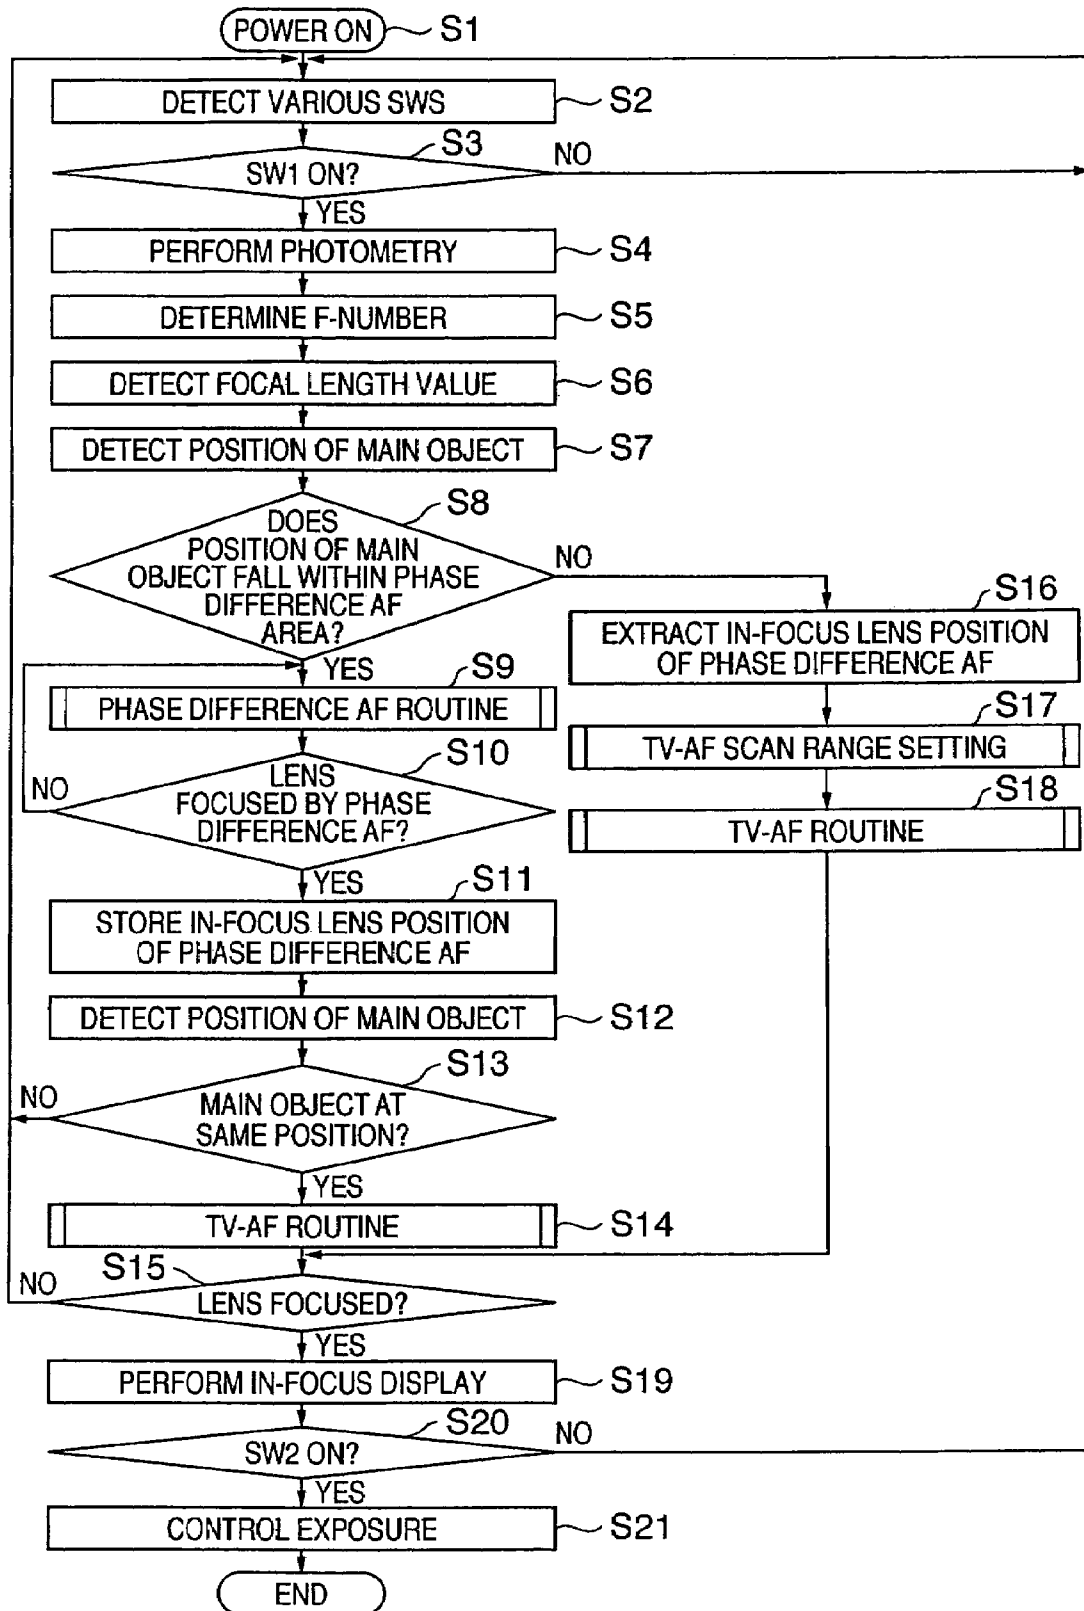 POWER ON
S1
DETECT VARIOUS SWS
S2
S3
SW1 ON?
NO
YES
PERFORM PHOTOMETRY
S4
DETERMINE F-NUMBER
S5
DETECT FOCAL LENGTH VALUE
S6
DETECT POSITION OF MAIN OBJECT
S7
S8
DOES
POSITION OF MAIN
OBJECT FALL WITHIN PHASE
DIFFERENCE AF
AREA?
NO
YES
S16
EXTRACT IN-FOCUS LENS POSITION
OF PHASE DIFFERENCE AF
S9
PHASE DIFFERENCE AF ROUTINE
S17
TV-AF SCAN RANGE SETTING
S10
LENS
FOCUSED BY PHASE
DIFFERENCE AF?
NO
YES
S18
TV-AF ROUTINE
S11
STORE IN-FOCUS LENS POSITION
OF PHASE DIFFERENCE AF
DETECT POSITION OF MAIN OBJECT
S12
S13
MAIN OBJECT AT
SAME POSITION?
NO
YES
TV-AF ROUTINE
S14
S15
LENS FOCUSED?
NO
YES
PERFORM IN-FOCUS DISPLAY
S19
S20
SW2 ON?
NO
YES
CONTROL EXPOSURE
S21
END